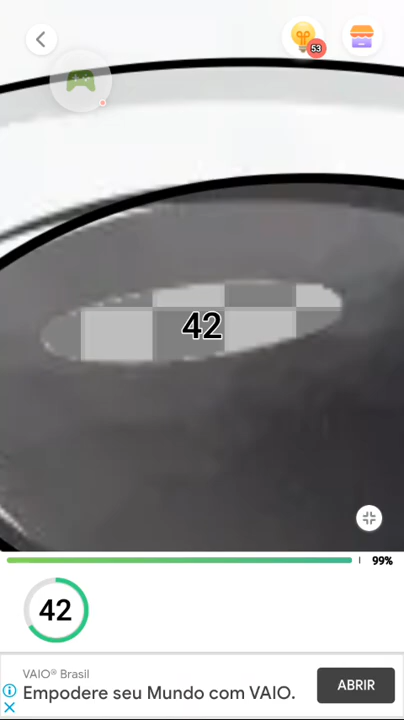 53
42
99%
42
VAIO® Brasil
Empodere seu Mundo com VAIO.
ABRIR